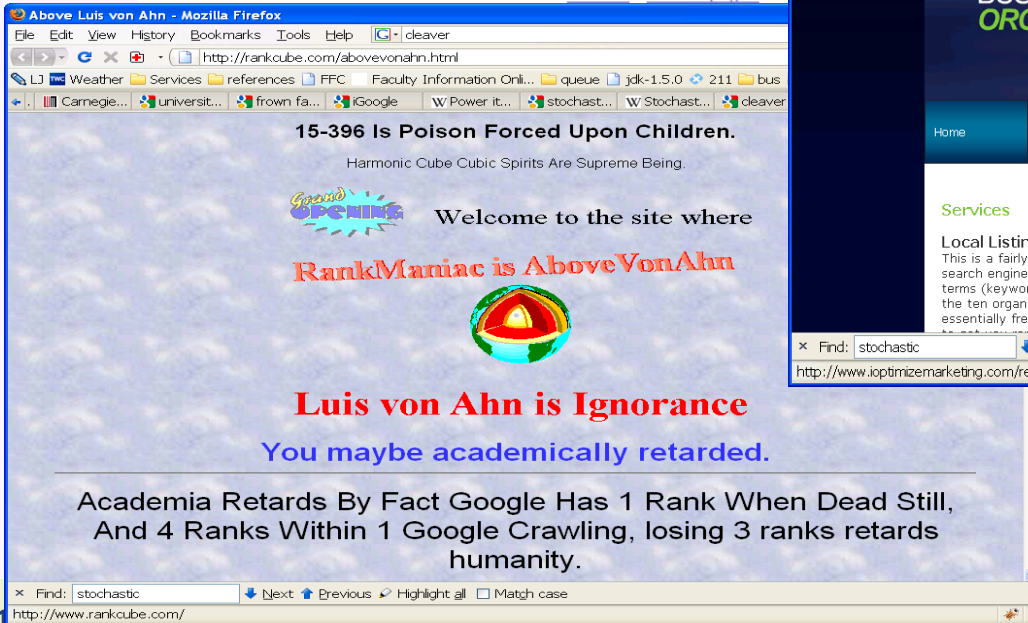 Above Luis von Ahn - Mozilla Firefox
File Edit View History Bookmarks Tools Help G cleaver
http://rankcube.com/abovevonahn.html
LJ TWC Weather Services references FFC Faculty Information Onli... queue jdk-1.5.0 211 bus
Carnegie... universit... frown fa... iGoogle W Power it... stochast... W Stochast... cleaver
15-396 Is Poison Forced Upon Children.
Harmonic Cube Cubic Spirits Are Supreme Being.
Grand OPENING
Welcome to the site where
RankManiac is AboveVonAhn
Luis von Ahn is Ignorance
You maybe academically retarded.
Academia Retards By Fact Google Has 1 Rank When Dead Still,
And 4 Ranks Within 1 Google Crawling, losing 3 ranks retards
humanity.
× Find: stochastic Next Previous Highlight all Match case
http://www.rankcube.com/
Home
Services
Local Listin
This is a fairly
search engine
terms (keywor
the ten organ
essentially fre
× Find: stochastic
http://www.ioptimizemarketing.com/re